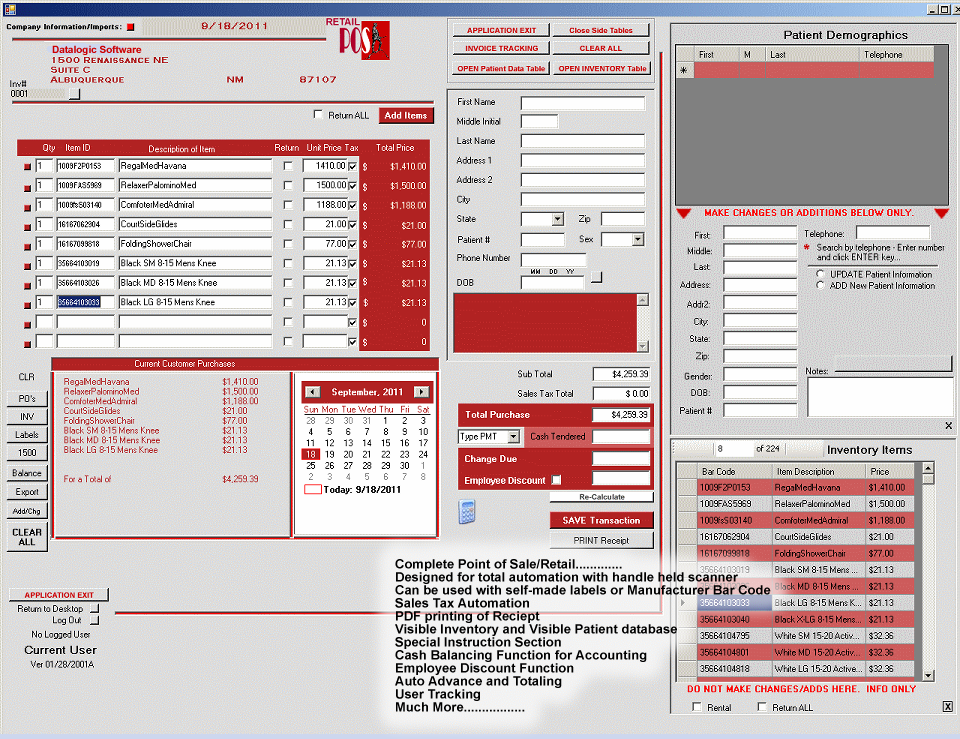 Company Information/Imports:
9/18/2011
RETAIL
POS
Datalogic Software
1500 Renaissance NE
Suite C
Albuquerque NM 87107
Inv#
0001
Return ALL
Add Items
Qty Item ID Description of Item Return Unit Price Tax Total Price
1 1009F2P0153 RegalMedHavana 1410.00 $ $1,410.00
1 1009FAS5969 RelaxerPalominoMed 1500.00 $ $1,500.00
1 1009fsS03140 ComfoterMedAdmiral 1188.00 $ $1,188.00
1 16167062904 CourtSideGlides 21.00 $ $21.00
1 16167099818 FoldingShowerChair 77.00 $ $77.00
1 35664103019 Black SM 8-15 Mens Knee 21.13 $ $21.13
1 35664103026 Black MD 8-15 Mens Knee 21.13 $ $21.13
1 35664103033 Black LG 8-15 Mens Knee 21.13 $ $21.13
$ 0
$ 0
CLR
PO's
INV
Labels
1500
Balance
Export
Add/Chg
CLEAR
ALL
Current Customer Purchases
RegalMedHavana $1,410.00
RelaxerPalominoMed $1,500.00
ComfoterMedAdmiral $1,188.00
CourtSideGlides $21.00
FoldingShowerChair $77.00
Black SM 8-15 Mens Knee $21.13
Black MD 8-15 Mens Knee $21.13
Black LG 8-15 Mens Knee $21.13
For a Total of $4,259.39
September, 2011
Sun Mon Tue Wed Thu Fri Sat
28 29 30 31 1 2 3
4 5 6 7 8 9 10
11 12 13 14 15 16 17
18 19 20 21 22 23 24
25 26 27 28 29 30 1
2 3 4 5 6 7 8
Today: 9/18/2011
APPLICATION EXIT
Return to Desktop
Log Out
No Logged User
Current User
Ver 01/28/2001A
APPLICATION EXIT Close Side Tables
INVOICE TRACKING CLEAR ALL
OPEN Patient Data Table OPEN INVENTORY Table
First Name
Middle Initial
Last Name
Address 1
Address 2
City
State Zip
Patient # Sex
Phone Number
MM DD YY
DOB
Sub Total $4,259.39
Sales Tax Total $ 0.00
Total Purchase $4,259.39
Type PMT Cash Tendered
Change Due
Employee Discount
Re-Calculate
SAVE Transaction
PRINT Receipt
Complete Point of Sale/Retail.............
Designed for total automation with handle held scanner
Can be used with self-made labels or Manufacturer Bar Code
Sales Tax Automation
PDF printing of Reciept
Visible Inventory and Visible Patient database
Special Instruction Section
Cash Balancing Function for Accounting
Employee Discount Function
Auto Advance and Totaling
User Tracking
Much More.................
Patient Demographics
First M Last Telephone
MAKE CHANGES OR ADDITIONS BELOW ONLY.
First: Telephone:
Middle: * Search by telephone - Enter number
and click ENTER key...
Last:
UPDATE Patient Information
Address: ADD New Patient Information
Addr2:
City:
State:
Zip:
Gender: Notes:
DOB:
Patient #
X
8 of 224 Inventory Items
Bar Code Item Description Price
1009F2P0153 RegalMedHavana $1,410.00
1009FAS5969 RelaxerPalominoMed $1,500.00
1009fsS03140 ComfoterMedAdmiral $1,188.00
16167062904 CourtSideGlides $21.00
16167099818 FoldingShowerChair $77.00
35664103019 Black SM 8-15 Mens ... $21.13
35664103026 Black MD 8-15 Mens ... $21.13
35664103033 Black LG 8-15 Mens K... $21.13
35664103040 Black X-LG 8-15 Mens... $21.13
35664104795 White SM 15-20 Activ... $32.36
35664104801 White MD 15-20 Activ... $32.36
35664104818 White LG 15-20 Active... $32.36
DO NOT MAKE CHANGES/ADDS HERE. INFO ONLY
Rental Return ALL
X